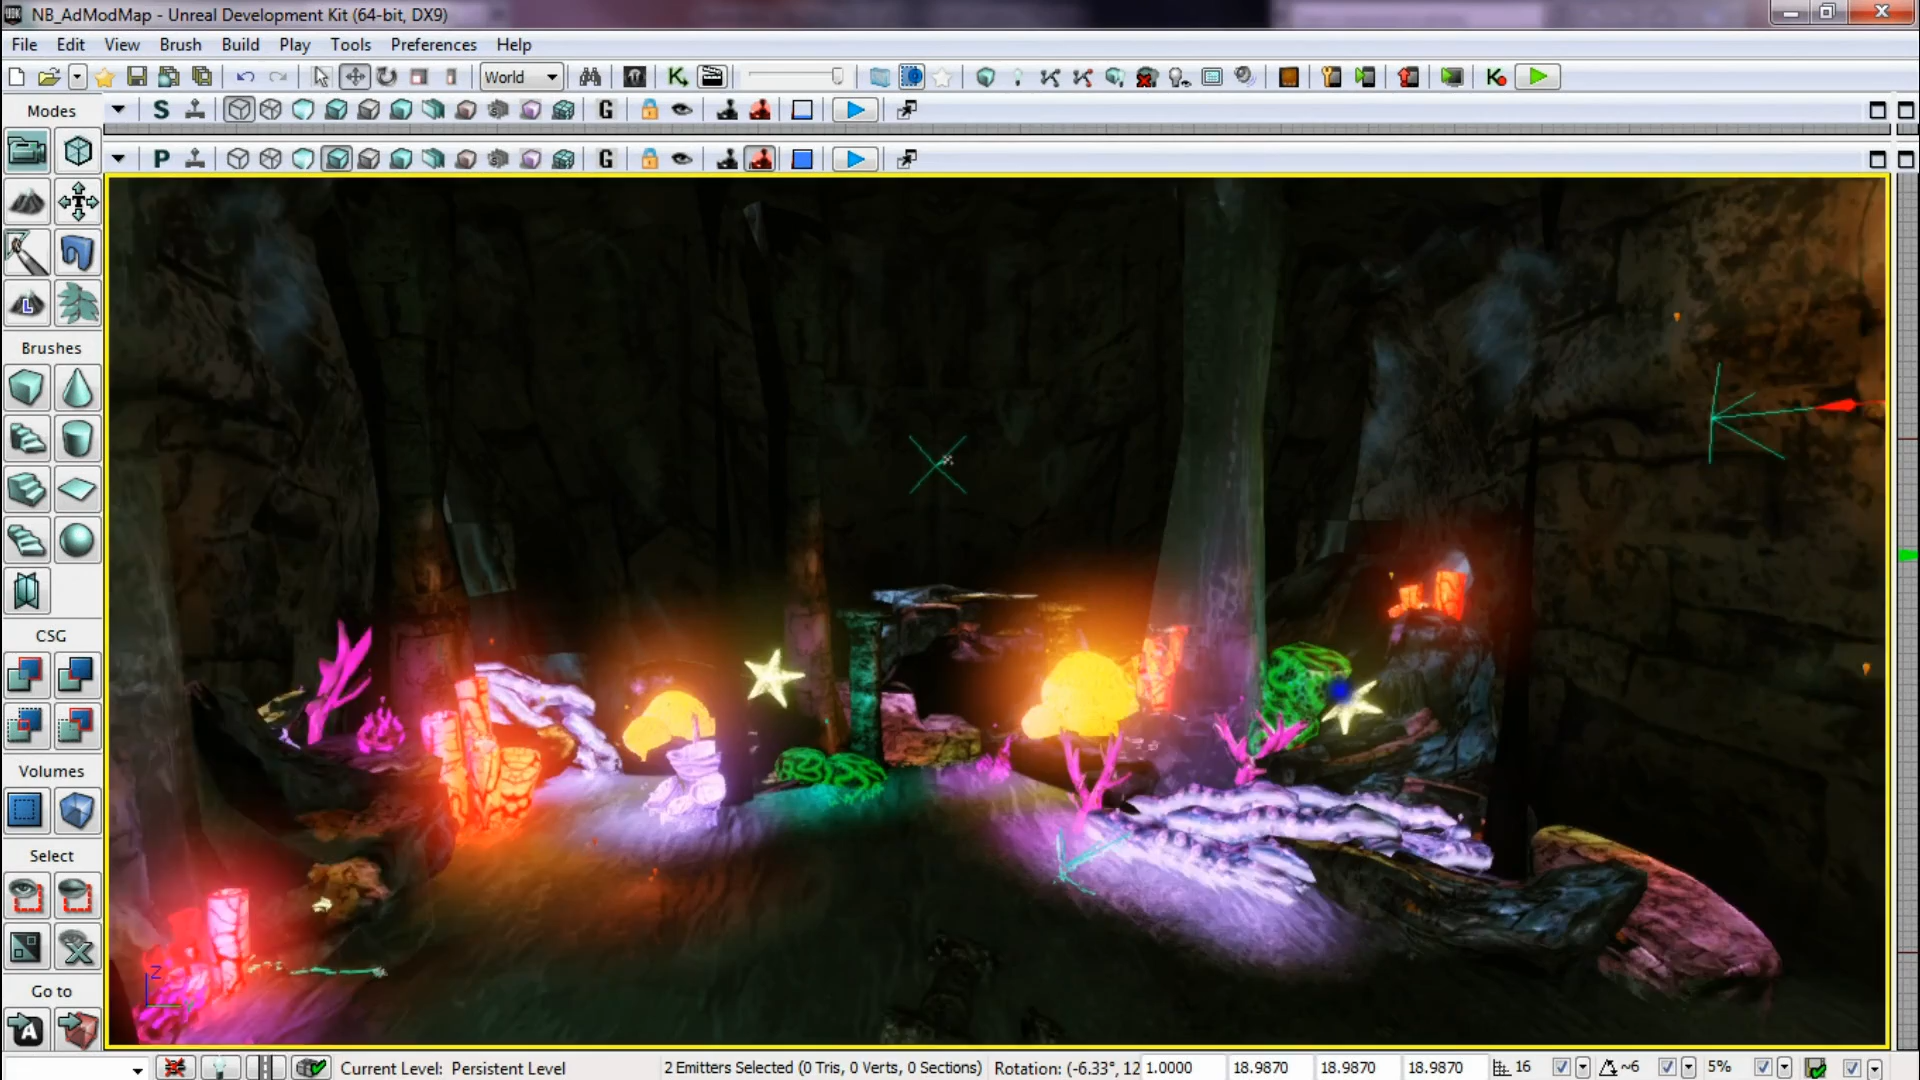 NB_AdModMap - Unreal Development Kit (64-bit, DX9)
File Edit View Brush Build Play Tools Preferences Help
World
Modes
S G
P G
L
Brushes
CSG
Volumes
Select
Z
Go to
A
Current Level: Persistent Level 2 Emitters Selected (0 Tris, 0 Verts, 0 Sections) Rotation: (-6.33°, 12 1.0000 18.9870 18.9870 18.9870 16 ~6 5%